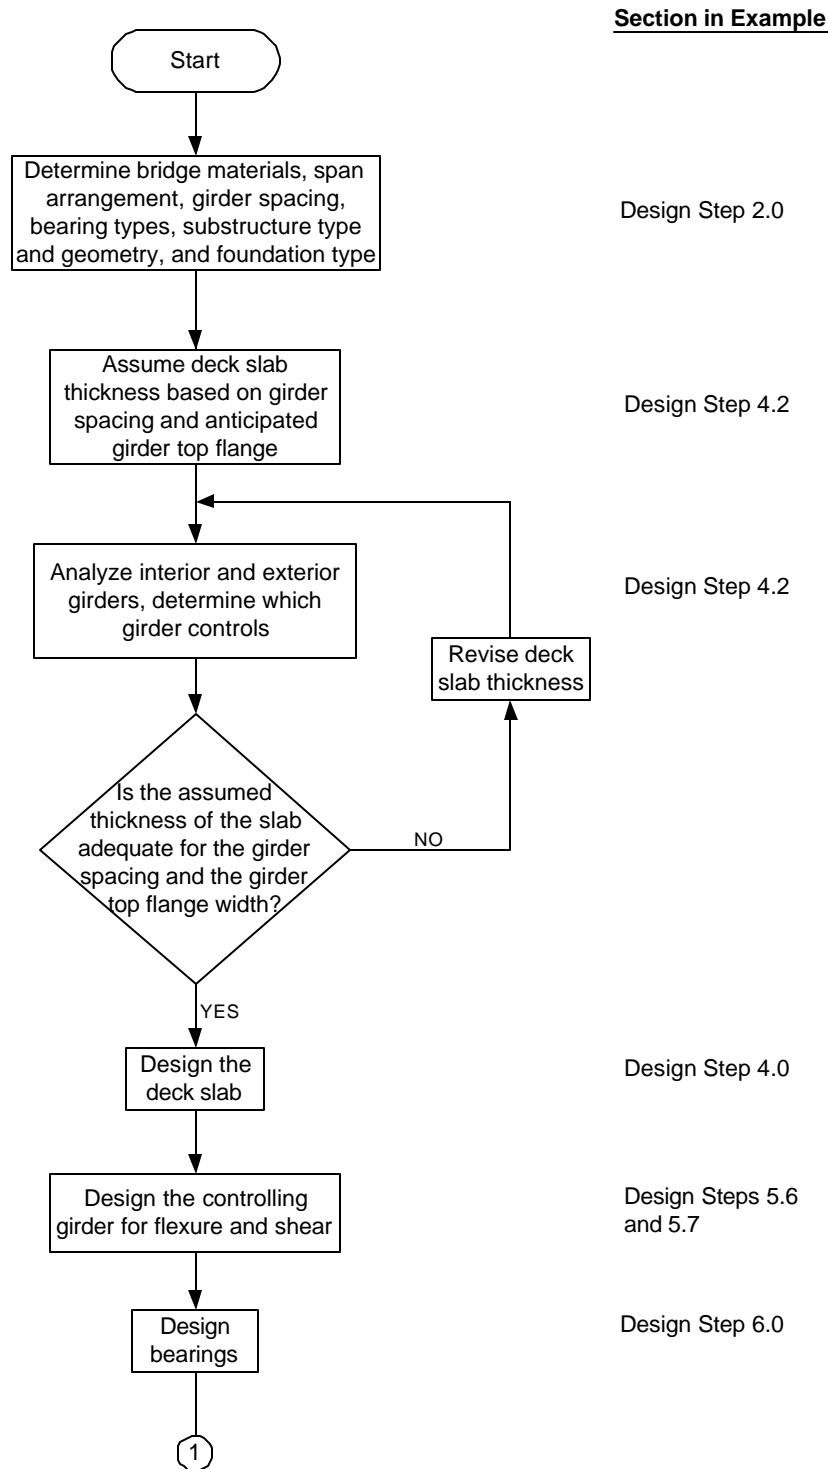 Section in Example
Start
Determine bridge materials, span
arrangement, girder spacing,
bearing types, substructure type
and geometry, and foundation type
Design Step 2.0
Assume deck slab
thickness based on girder
spacing and anticipated
girder top flange
Design Step 4.2
Analyze interior and exterior
girders, determine which
girder controls
Design Step 4.2
Revise deck
slab thickness
Is the assumed
thickness of the slab
adequate for the girder
spacing and the girder
top flange width?
NO
YES
Design the
deck slab
Design Step 4.0
Design the controlling
girder for flexure and shear
Design Steps 5.6
and 5.7
Design
bearings
Design Step 6.0
1